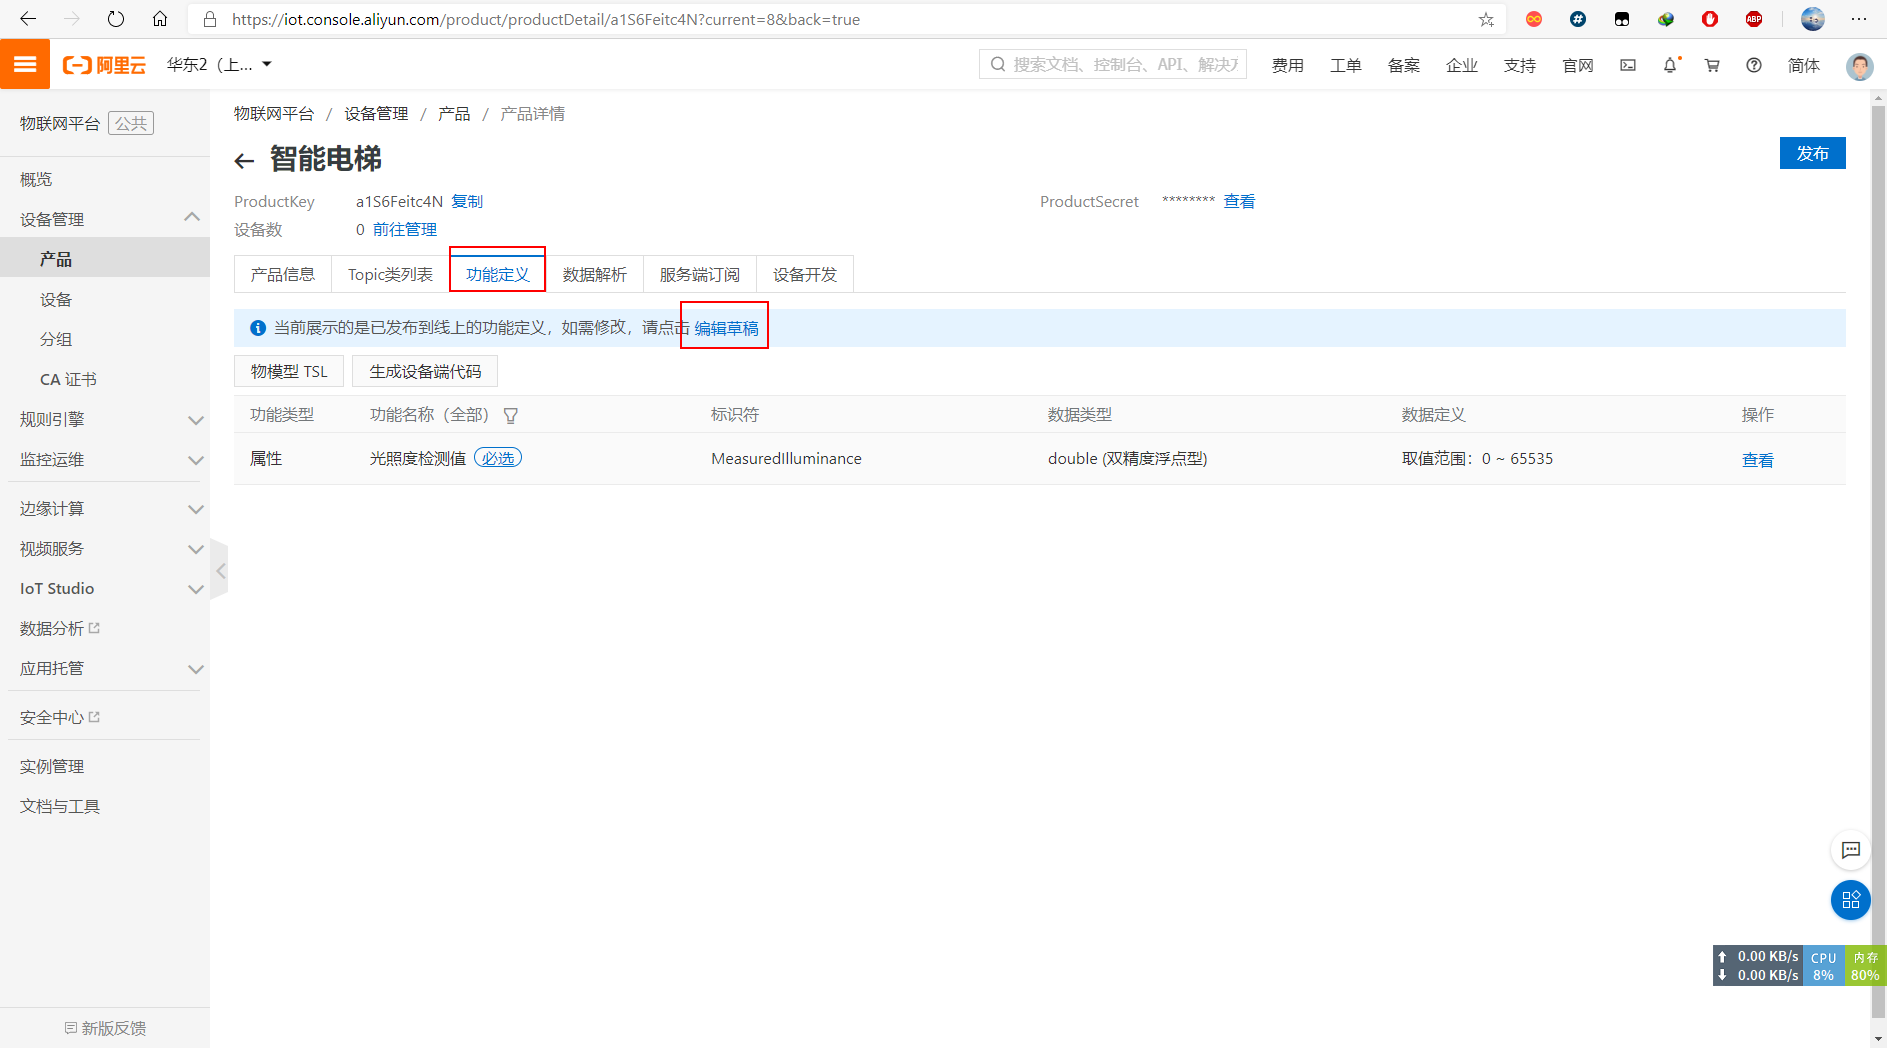 https://iot.console.aliyun.com/product/productDetail/a1S6Feitc4N?current=8&back=true
ABP
阿里云 华东2（上... 搜索文档、控制台、API、解决方 费用 工单 备案 企业 支持 官网 简体
物联网平台 公共
概览
设备管理
产品
设备
分组
CA 证书
规则引擎
监控运维
边缘计算
视频服务
IoT Studio
数据分析
应用托管
安全中心
实例管理
文档与工具
新版反馈
物联网平台 / 设备管理 / 产品 / 产品详情
智能电梯
发布
ProductKey a1S6Feitc4N 复制 ProductSecret ******** 查看
设备数 0 前往管理
产品信息 Topic类列表 功能定义 数据解析 服务端订阅 设备开发
当前展示的是已发布到线上的功能定义，如需修改，请点击 编辑草稿
物模型 TSL 生成设备端代码
功能类型 功能名称（全部） 标识符 数据类型 数据定义 操作
属性 光照度检测值 必选 MeasuredIlluminance double (双精度浮点型) 取值范围：0 ~ 65535 查看
0.00 KB/s CPU 内存
0.00 KB/s 8% 80%